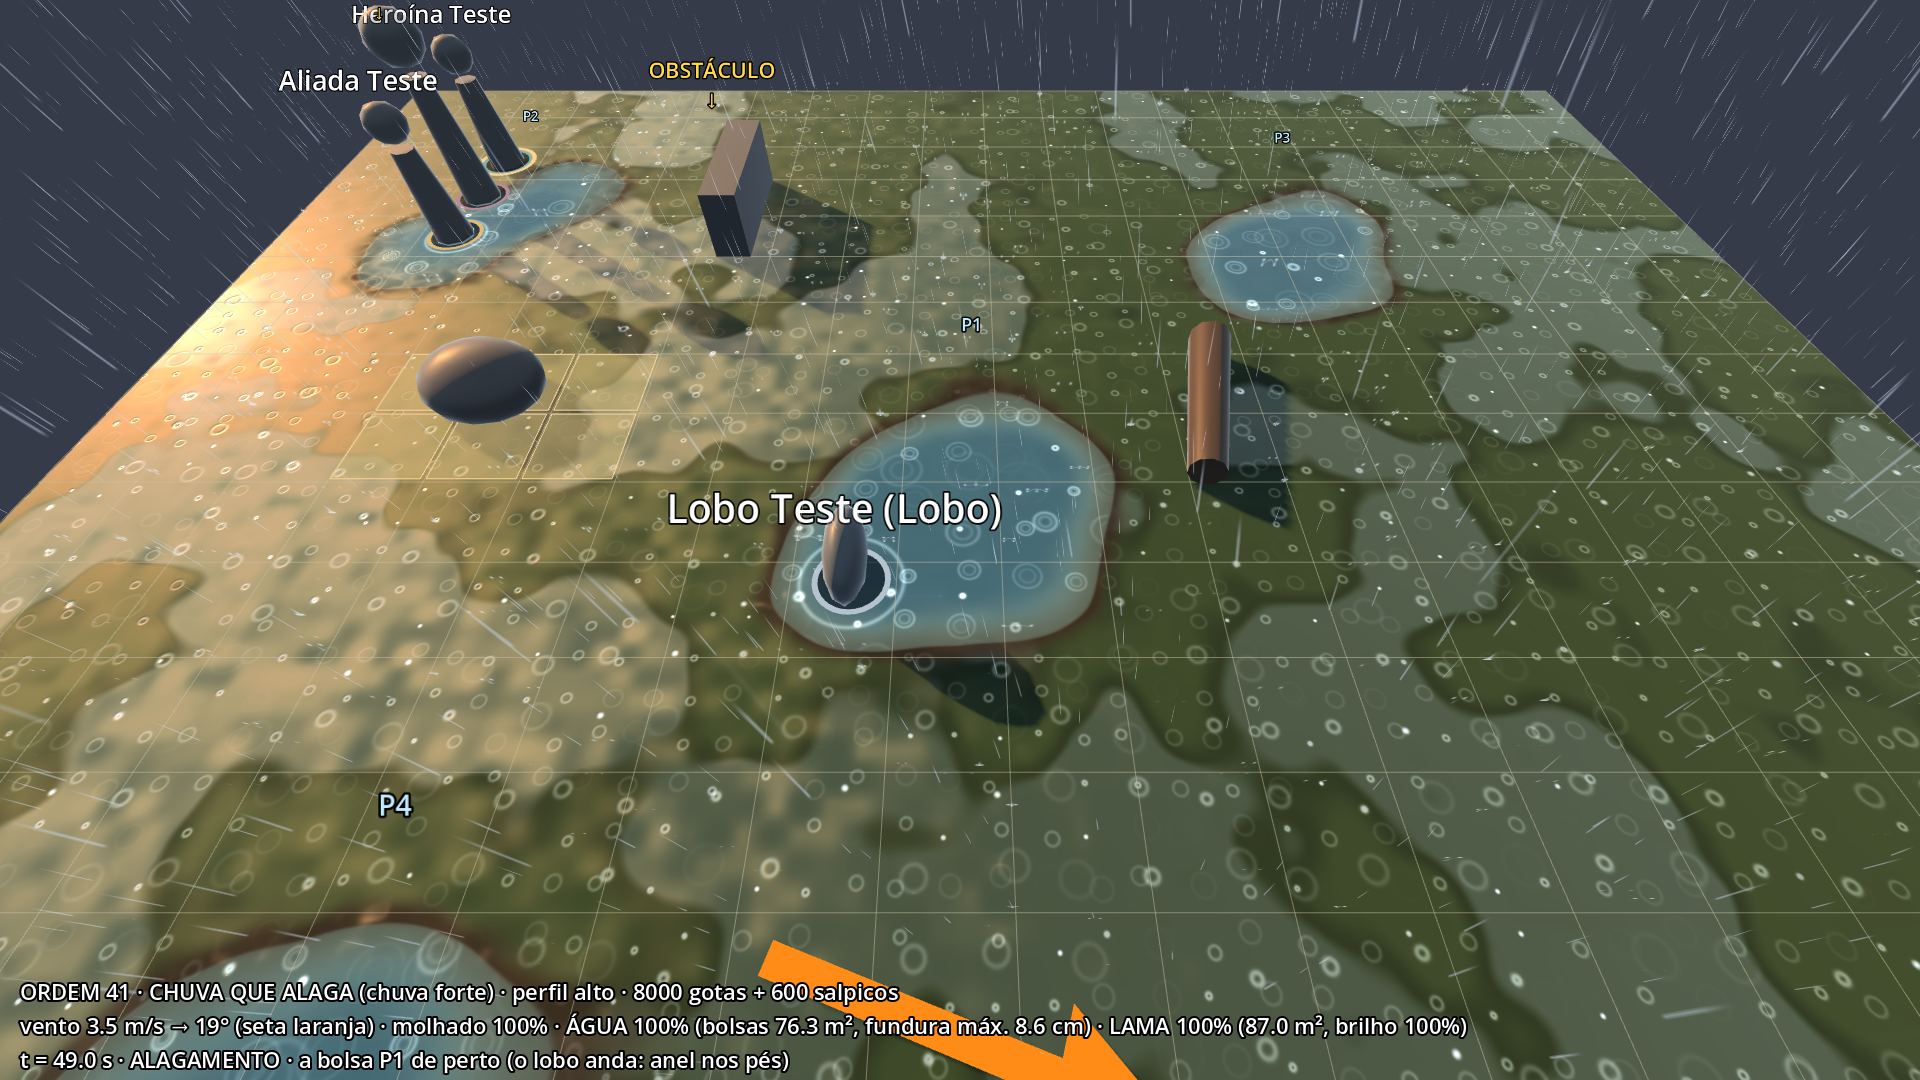 Heroína Teste
Aliada Teste
OBSTÁCULO
↓
P2
P3
P1
Lobo Teste (Lobo)
P4
ORDEM 41 · CHUVA QUE ALAGA (chuva forte) · perfil alto · 8000 gotas + 600 salpicos
vento 3.5 m/s → 19° (seta laranja) · molhado 100% · ÁGUA 100% (bolsas 76.3 m², fundura máx. 8.6 cm) · LAMA 100% (87.0 m², brilho 100%)
t = 49.0 s · ALAGAMENTO · a bolsa P1 de perto (o lobo anda: anel nos pés)